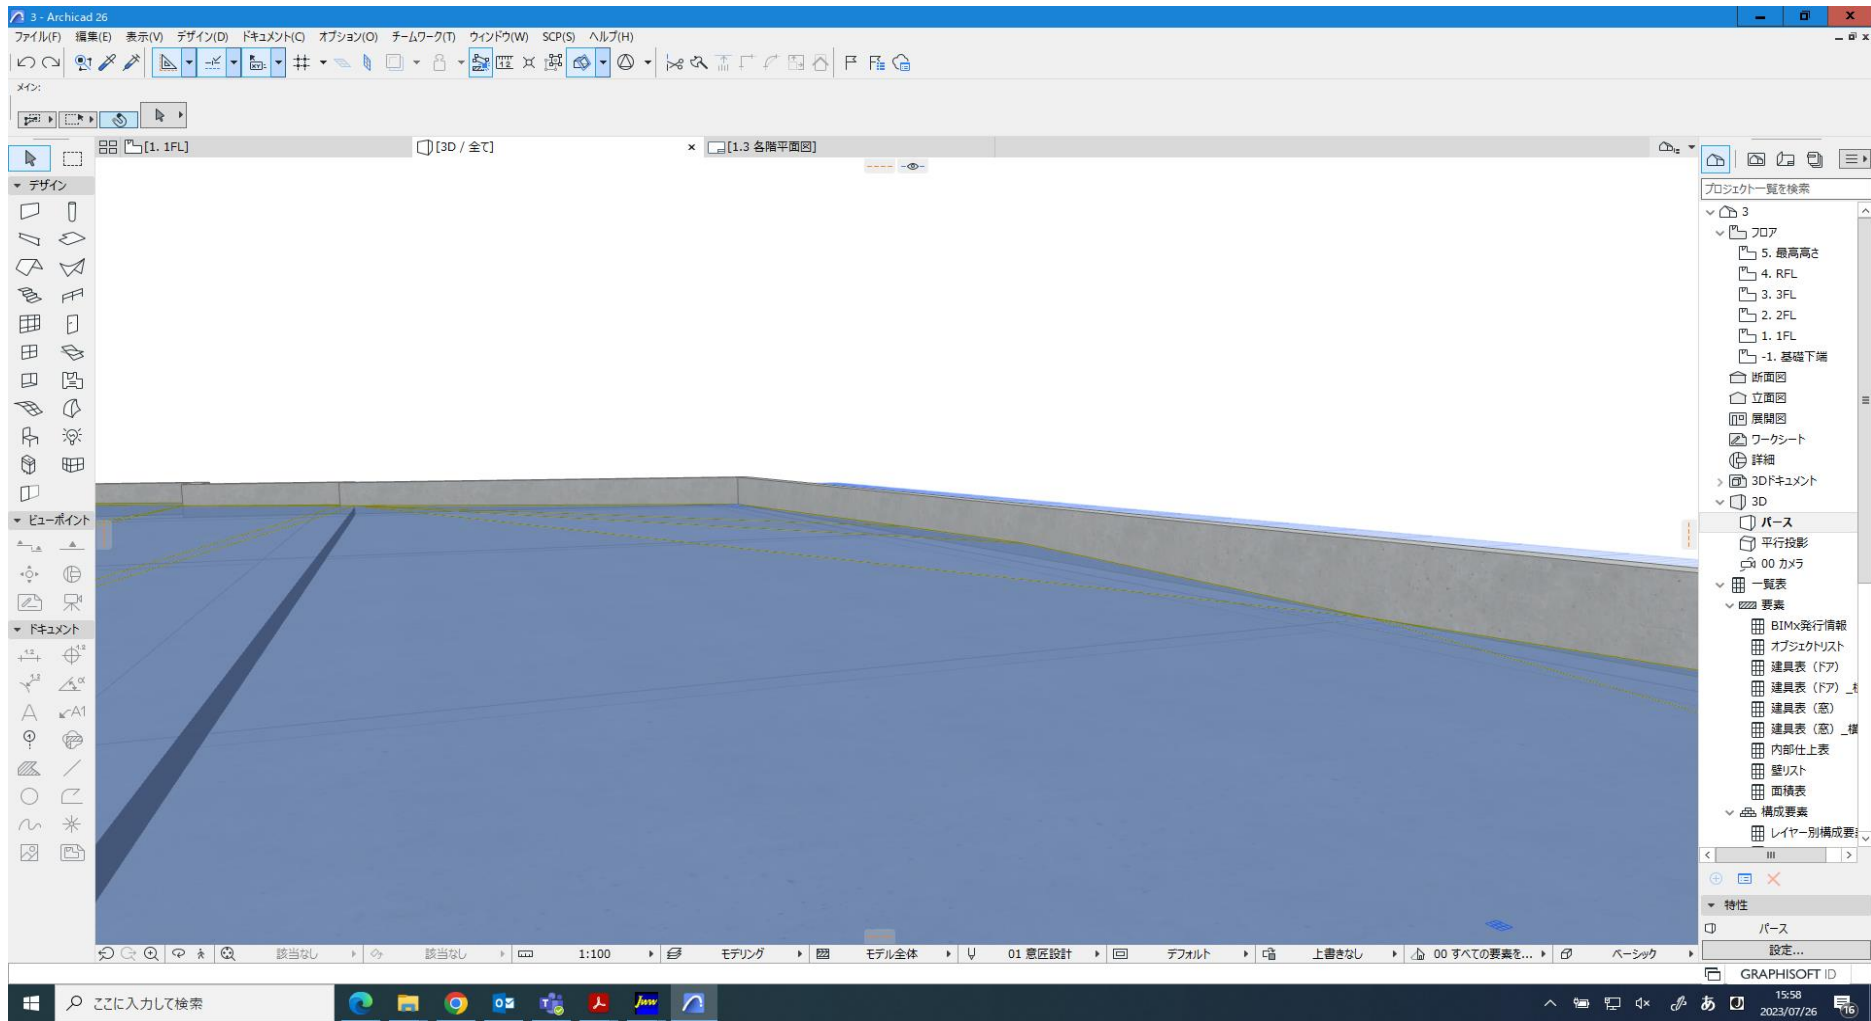 3 - Archicad 26
ファイル(F) 編集(E) 表示(V) デザイン(D) ドキュメント(C) オプション(O) チームワーク(T) ウィンドウ(W) SCP(S) ヘルプ(H)
メイン:
[1. 1FL]
[3D / 全て]
[1.3 各階平面図]
デザイン
ビューポイント
ドキュメント
プロジェクト一覧を検索
3
フロア
5. 最高高さ
4. RFL
3. 3FL
2. 2FL
1. 1FL
-1. 基礎下端
断面図
立面図
展開図
ワークシート
詳細
3Dドキュメント
3D
パース
平行投影
00 カメラ
一覧表
要素
BIMx発行情報
オブジェクトリスト
建具表（ドア）
建具表（ドア）_
建具表（窓）
建具表（窓）_横
内部仕上表
壁リスト
面積表
構成要素
レイヤー別構成要
特性
パース
設定...
該当なし 該当なし 1:100 モデリング モデル全体 01 意匠設計 デフォルト 上書きなし 00 すべての要素を... ベーシック
GRAPHISOFT ID
ここに入力して検索
Jww
あ
15:58
2023/07/26
16